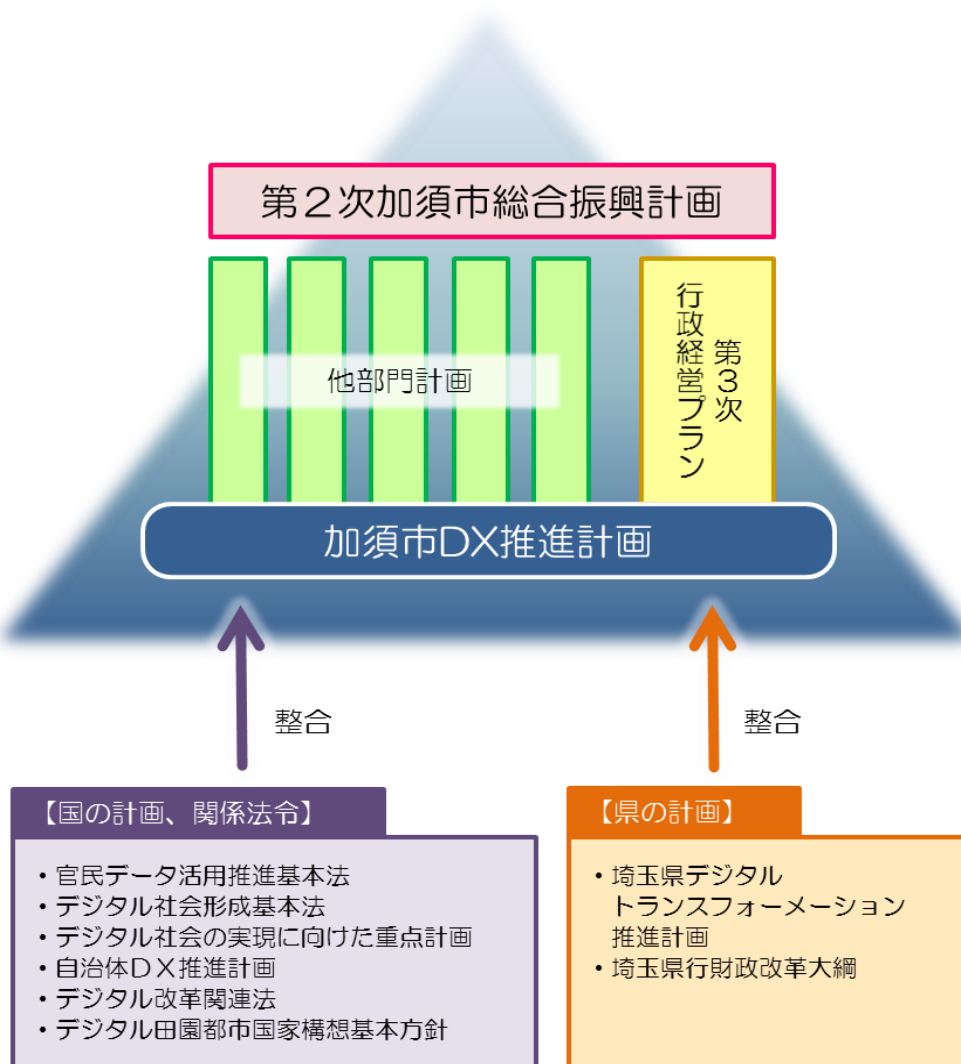 第２次加須市総合振興計画
他部門計画
第３次
行政経営プラン
加須市DX推進計画
整合
整合
【国の計画、関係法令】
・官民データ活用推進基本法
・デジタル社会形成基本法
・デジタル社会の実現に向けた重点計画
・自治体ＤＸ推進計画
・デジタル改革関連法
・デジタル田園都市国家構想基本方針
【県の計画】
・埼玉県デジタル
トランスフォーメーション
推進計画
・埼玉県行財政改革大綱